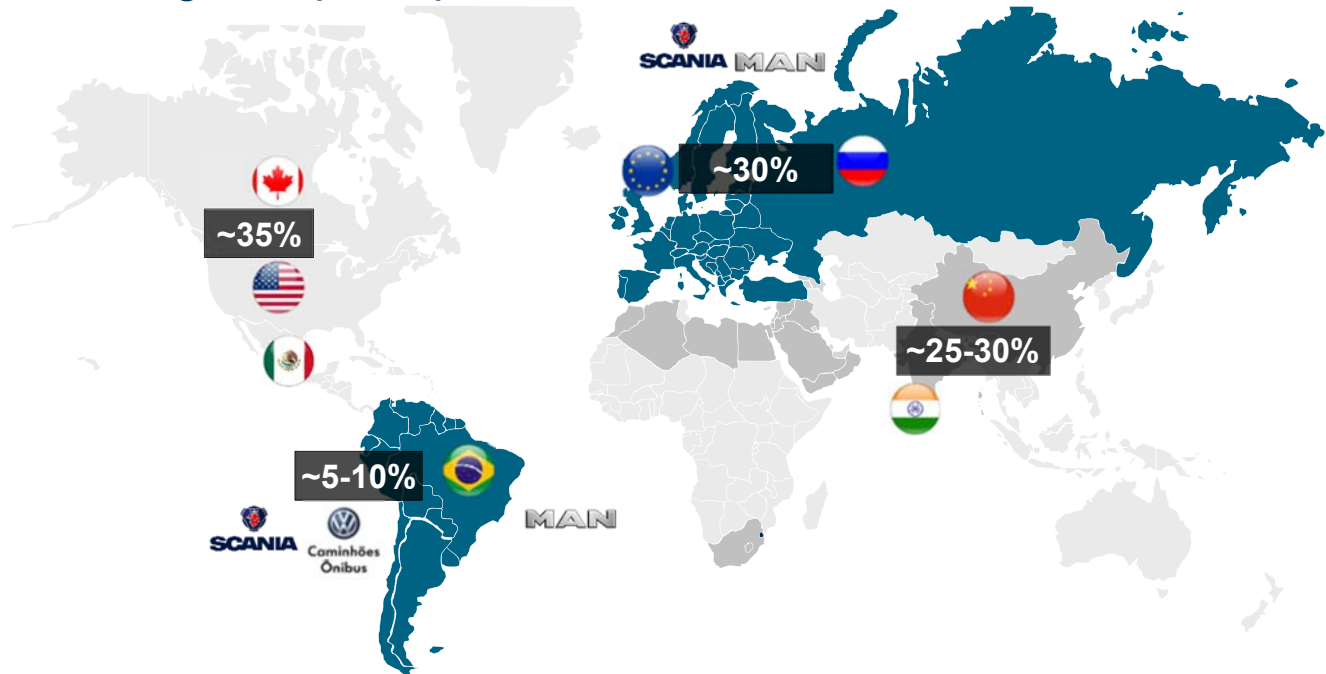 SCANIA MAN
~30%
~35%
~25-30%
~5-10%
MAN
SCANIA
Caminhões
Ônibus